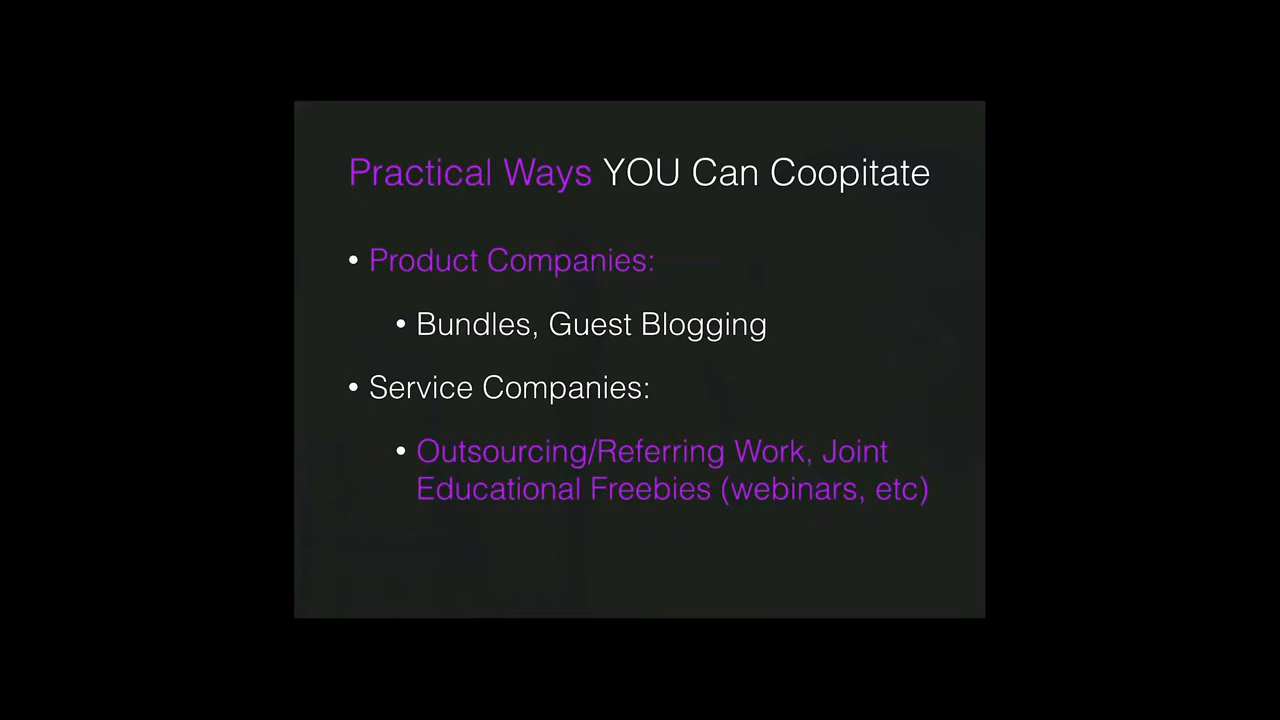 Practical Ways YOU Can Coopitate
• Product Companies:
• Bundles, Guest Blogging
• Service Companies:
• Outsourcing/Referring Work, Joint
Educational Freebies (webinars, etc)